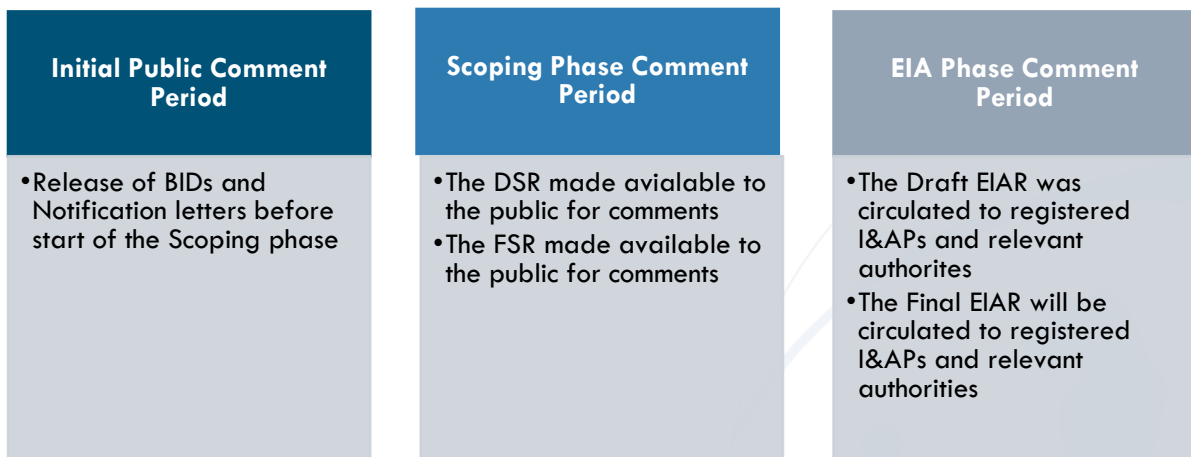 Initial Public Comment
Period
•Release of BIDs and
Notification letters before
start of the Scoping phase
Scoping Phase Comment
Period
•The DSR made avialable to
the public for comments
•The FSR made available to
the public for comments
EIA Phase Comment
Period
•The Draft EIAR was
circulated to registered
I&APs and relevant
authorites
•The Final EIAR will be
circulated to registered
I&APs and relevant
authorities